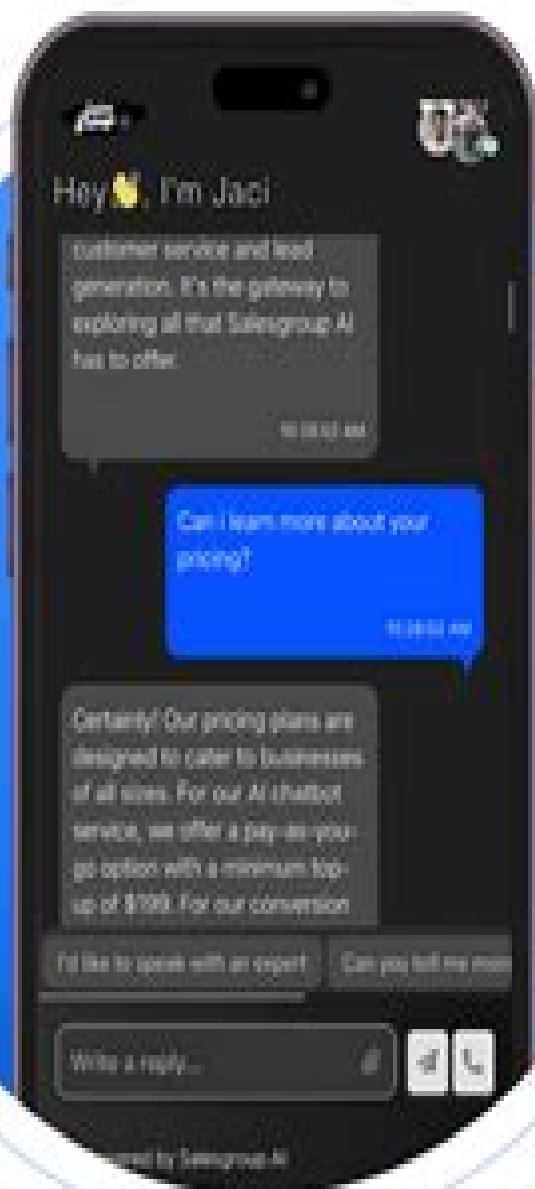 Hey👋, I'm Jaci
customer service and lead
generation. It's the gateway to
exploring all that Salesgroup AI
has to offer.
AM
Can i learn more about your
pricing?
AM
Certainly! Our pricing plans are
designed to cater to businesses
of all sizes. For our AI chatbot
service, we offer a pay-as-you-
go option with a minimum top-
up of $199. For our conversion
I'd like to speak with an expert
Can you tell me more
Write a reply...
by Salesgroup AI